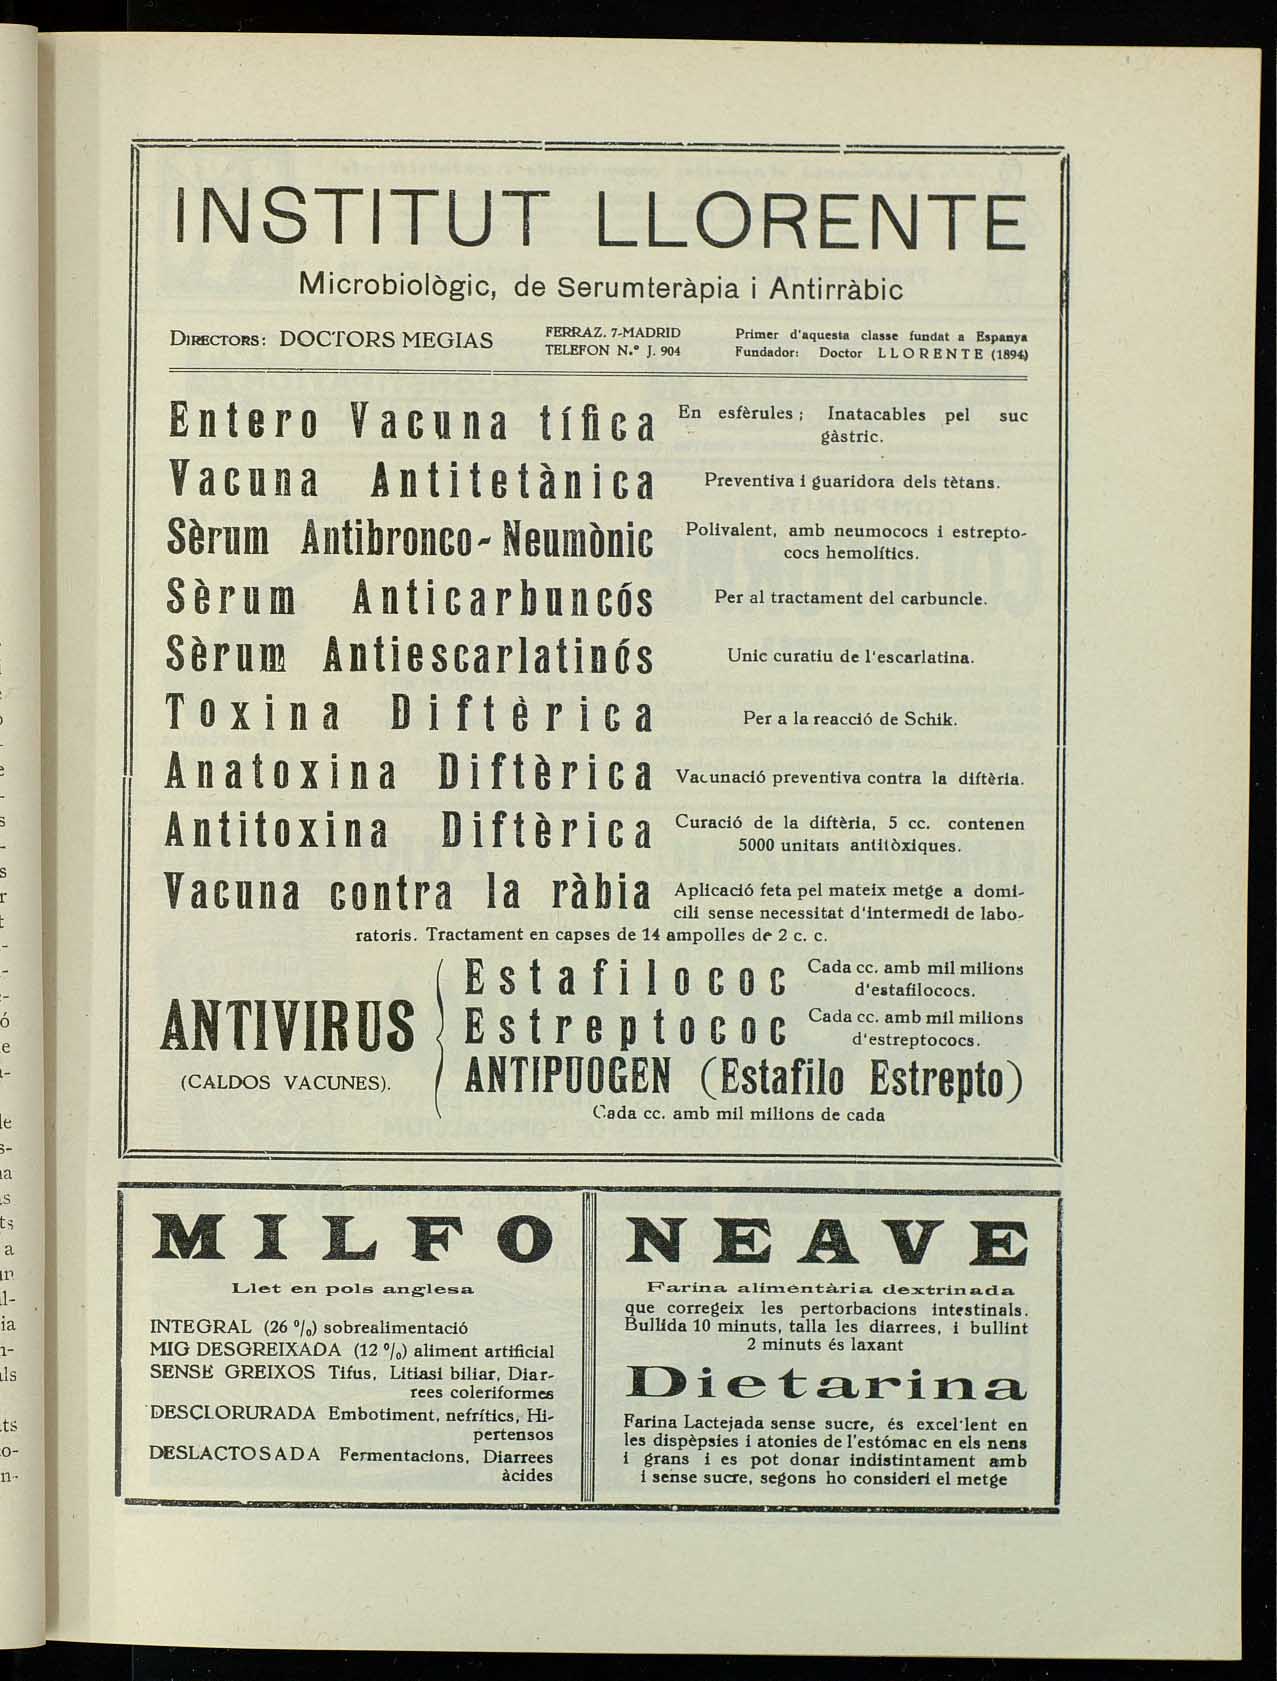 INSTITUT LLORENTE
Microbiològic, de Serumteràpia i Antirràbic
DIRECTORS: DOCTORS MEGIAS
FERRAZ. 7-MADRID
TELEFON N.º J. 904
Primer d'aquesta classe fundat a Espanya
Fundador: Doctor LLORENTE (1894)
Entero Vacuna tífica
En esfèrules ; Inatacables pel suc
gàstric.
Vacuna Antitetànica
Preventiva i guaridora dels tètans.
Sèrum Antibronco-Neumònic
Polivalent, amb neumococs i estrepto-
cocs hemolítics.
Sèrum Anticarbuncós
Per al tractament del carbuncle.
Sèrum Antiescarlatinós
Unic curatiu de l'escarlatina.
Toxina Diftèrica
Per a la reacció de Schik.
Anatoxina Diftèrica
Vacunació preventiva contra la diftèria.
Antitoxina Diftèrica
Curació de la diftèria, 5 cc. contenen
5000 unitats antitòxiques.
Vacuna contra la ràbia
Aplicació feta pel mateix metge a domi-
cili sense necessitat d'intermedi de labo-
ratoris. Tractament en capses de 14 ampolles de 2 c. c.
ANTIVIRUS
(CALDOS VACUNES).
Estafilococ
Cada cc. amb mil milions
d'estafilococs.
Estreptococ
Cada cc. amb mil milions
d'estreptococs.
ANTIPUOGEN (Estafilo Estrepto)
Cada cc. amb mil milions de cada
MILFO
Llet en pols anglesa
INTEGRAL (26 %) sobrealimentació
MIG DESGREIXADA (12 %) aliment artificial
SENSE GREIXOS Tifus, Litiasi biliar, Diar-
rees coleriformes
DESCLORURADA Embotiment, nefrítics, Hi-
pertensos
DESLACTOSADA Fermentacions, Diarrees
àcides
NEAVE
Farina alimentària dextrinada
que corregeix les pertorbacions intestinals.
Bullida 10 minuts, talla les diarrees, i bullint
2 minuts és laxant
Dietarina
Farina Lactejada sense sucre, és excel·lent en
les dispèpsies i atonies de l'estómac en els nens
i grans i es pot donar indistintament amb
i sense sucre, segons ho consideri el metge